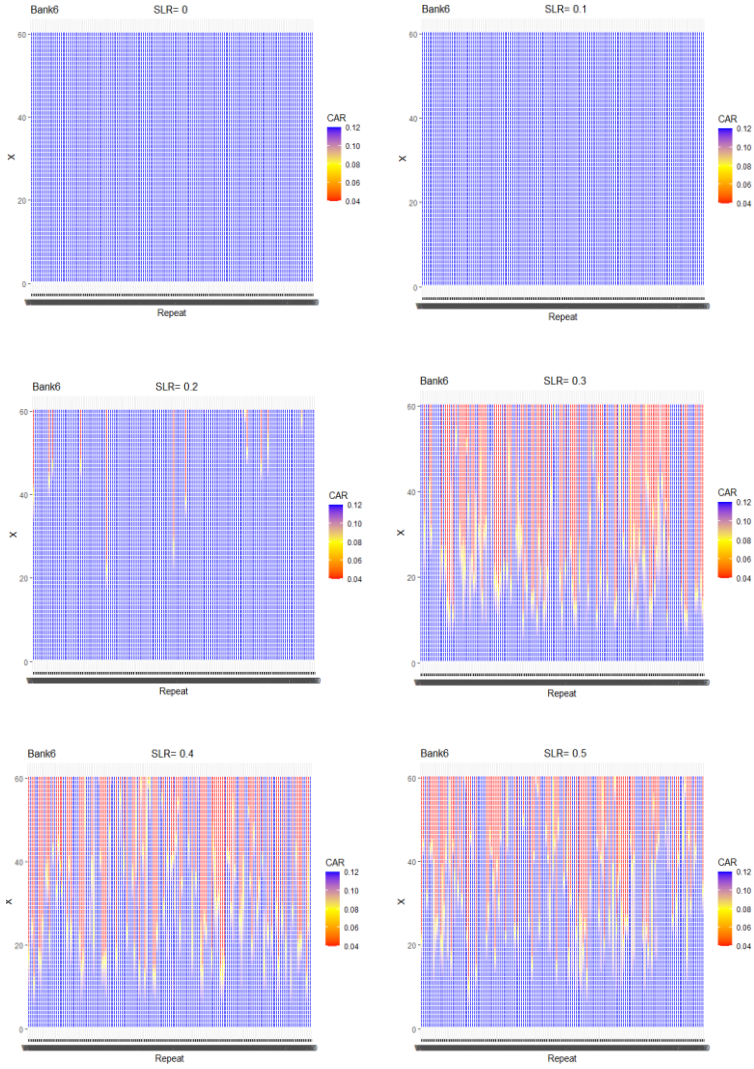 Bank6 SLR= 0
60
40
20
0
X
Repeat
CAR
0.12
0.10
0.08
0.06
0.04
Bank6 SLR= 0.1
60
40
20
0
X
Repeat
CAR
0.12
0.10
0.08
0.06
0.04
Bank6 SLR= 0.2
60
40
20
0
X
Repeat
CAR
0.12
0.10
0.08
0.06
0.04
Bank6 SLR= 0.3
60
40
20
0
X
Repeat
CAR
0.12
0.10
0.08
0.06
0.04
Bank6 SLR= 0.4
60
40
20
0
X
Repeat
CAR
0.12
0.10
0.08
0.06
0.04
Bank6 SLR= 0.5
60
40
20
0
X
Repeat
CAR
0.12
0.10
0.08
0.06
0.04